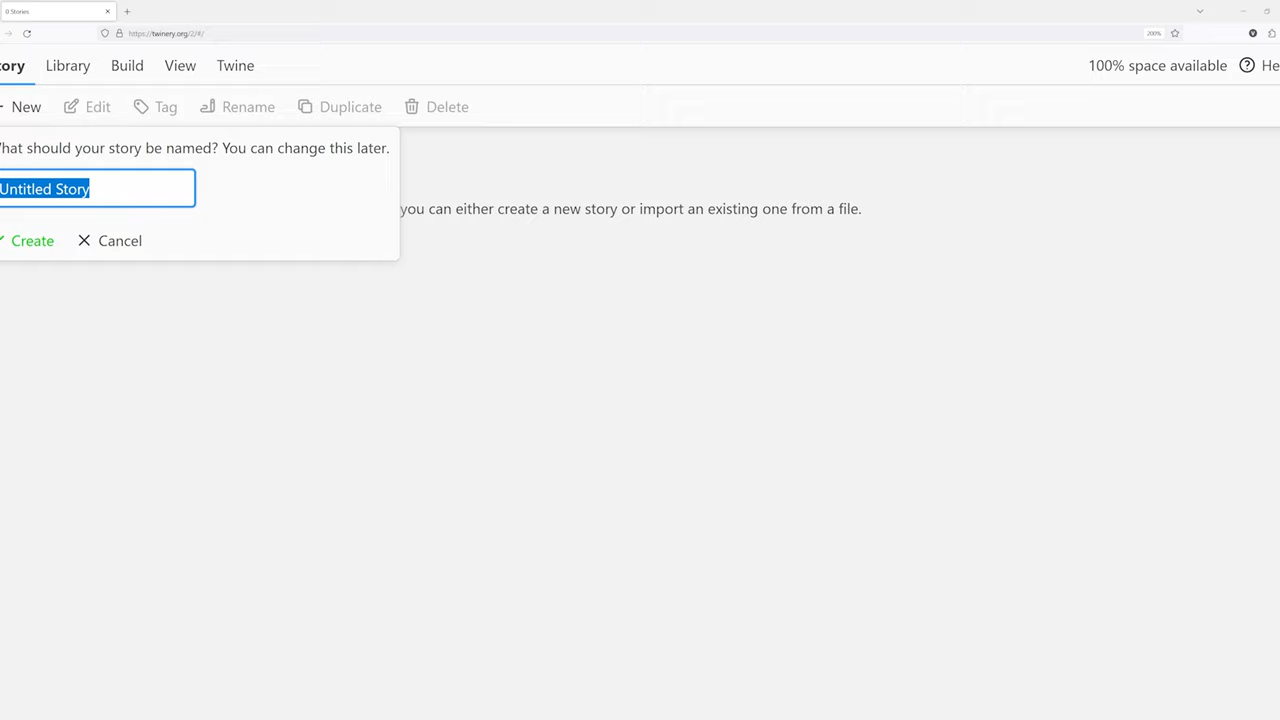 0 Stories
https://twinery.org/2/#/
200%
ory Library Build View Twine 100% space available He
New Edit Tag Rename Duplicate Delete
hat should your story be named? You can change this later.
Untitled Story
you can either create a new story or import an existing one from a file.
Create Cancel